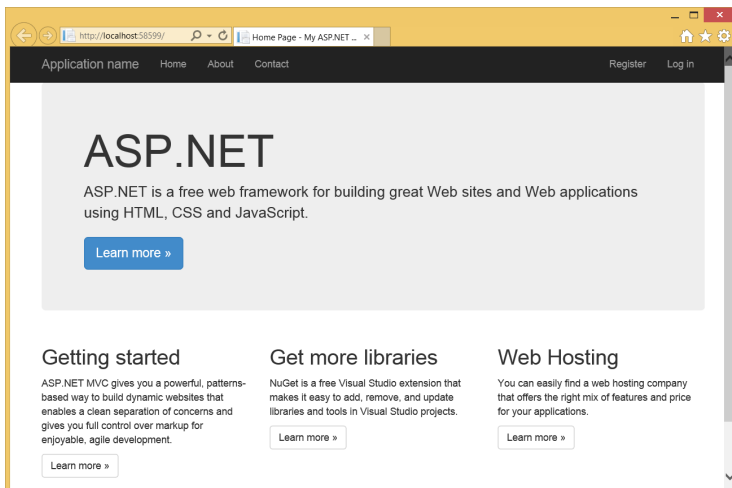 http://localhost:58599/
Home Page - My ASP.NET ...
Application name Home About Contact Register Log in
ASP.NET
ASP.NET is a free web framework for building great Web sites and Web applications
using HTML, CSS and JavaScript.
Learn more »
Getting started
ASP.NET MVC gives you a powerful, patterns-
based way to build dynamic websites that
enables a clean separation of concerns and
gives you full control over markup for
enjoyable, agile development.
Learn more »
Get more libraries
NuGet is a free Visual Studio extension that
makes it easy to add, remove, and update
libraries and tools in Visual Studio projects.
Learn more »
Web Hosting
You can easily find a web hosting company
that offers the right mix of features and price
for your applications.
Learn more »